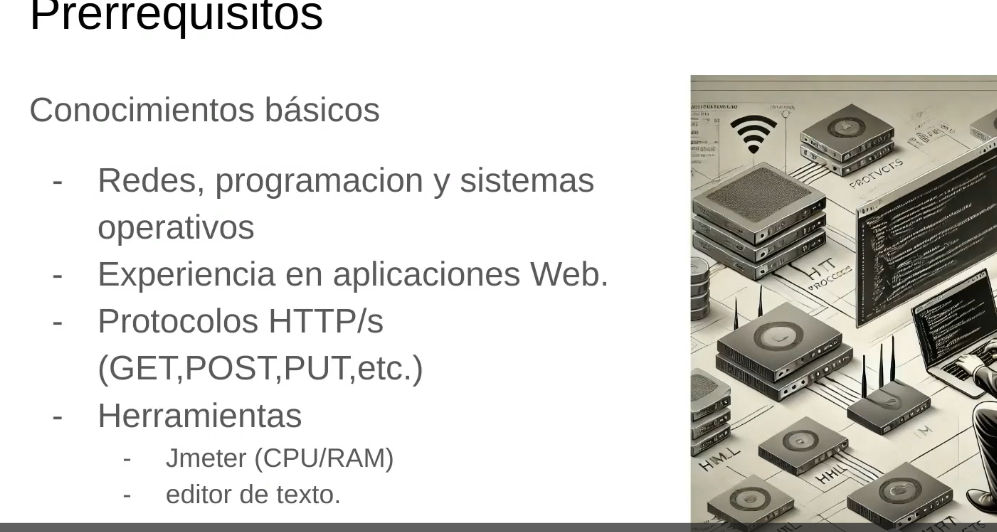 Prerrequisitos
Conocimientos básicos
- Redes, programacion y sistemas
operativos
- Experiencia en aplicaciones Web.
- Protocolos HTTP/s
(GET,POST,PUT,etc.)
- Herramientas
- Jmeter (CPU/RAM)
- editor de texto.